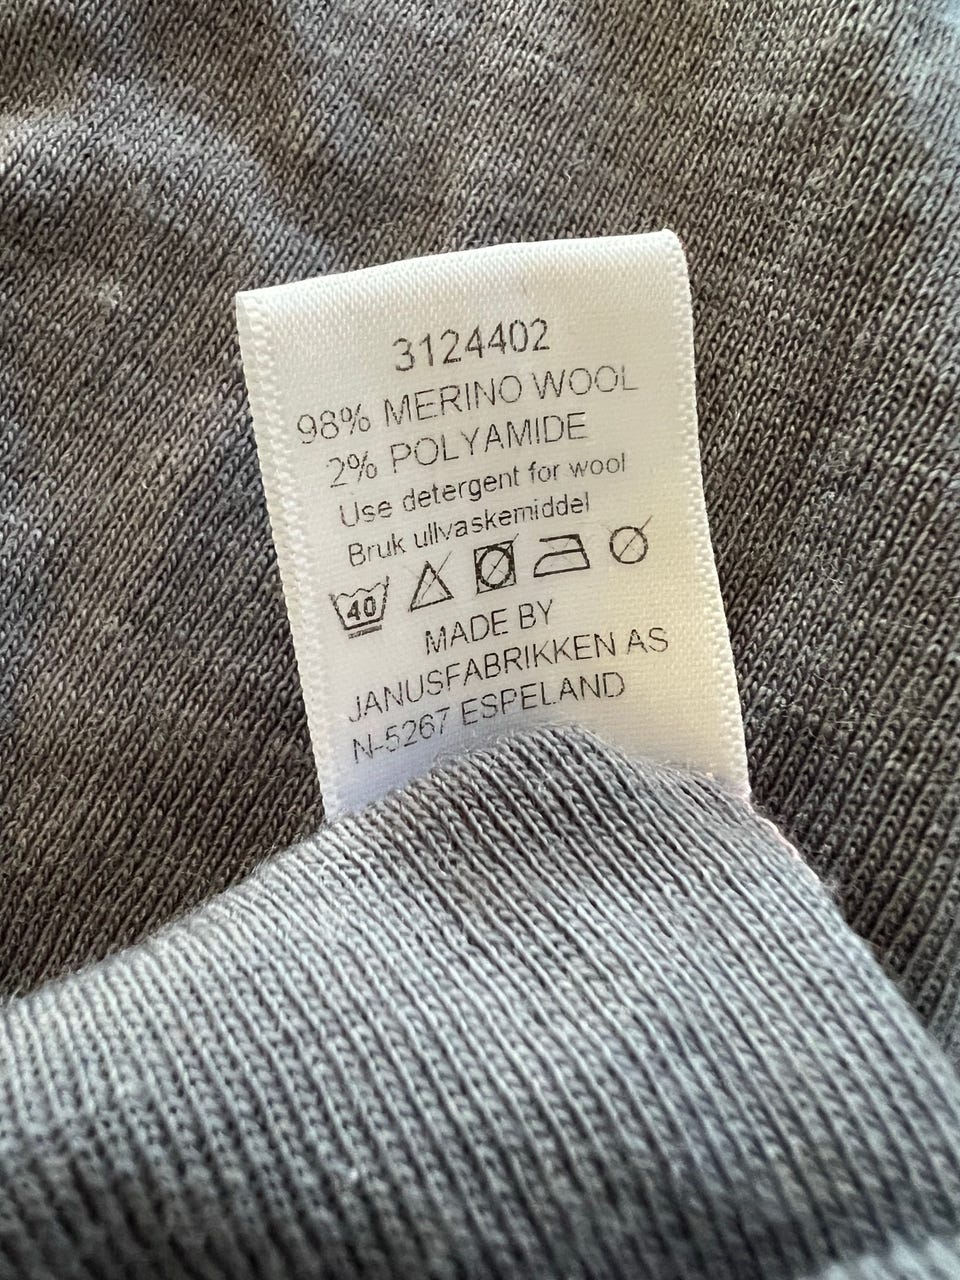 3124402
98% MERINO WOOL
2% POLYAMIDE
Use detergent for wool
Bruk ullvaskemiddel
40
MADE BY
JANUSFABRIKKEN AS
N-5267 ESPELAND